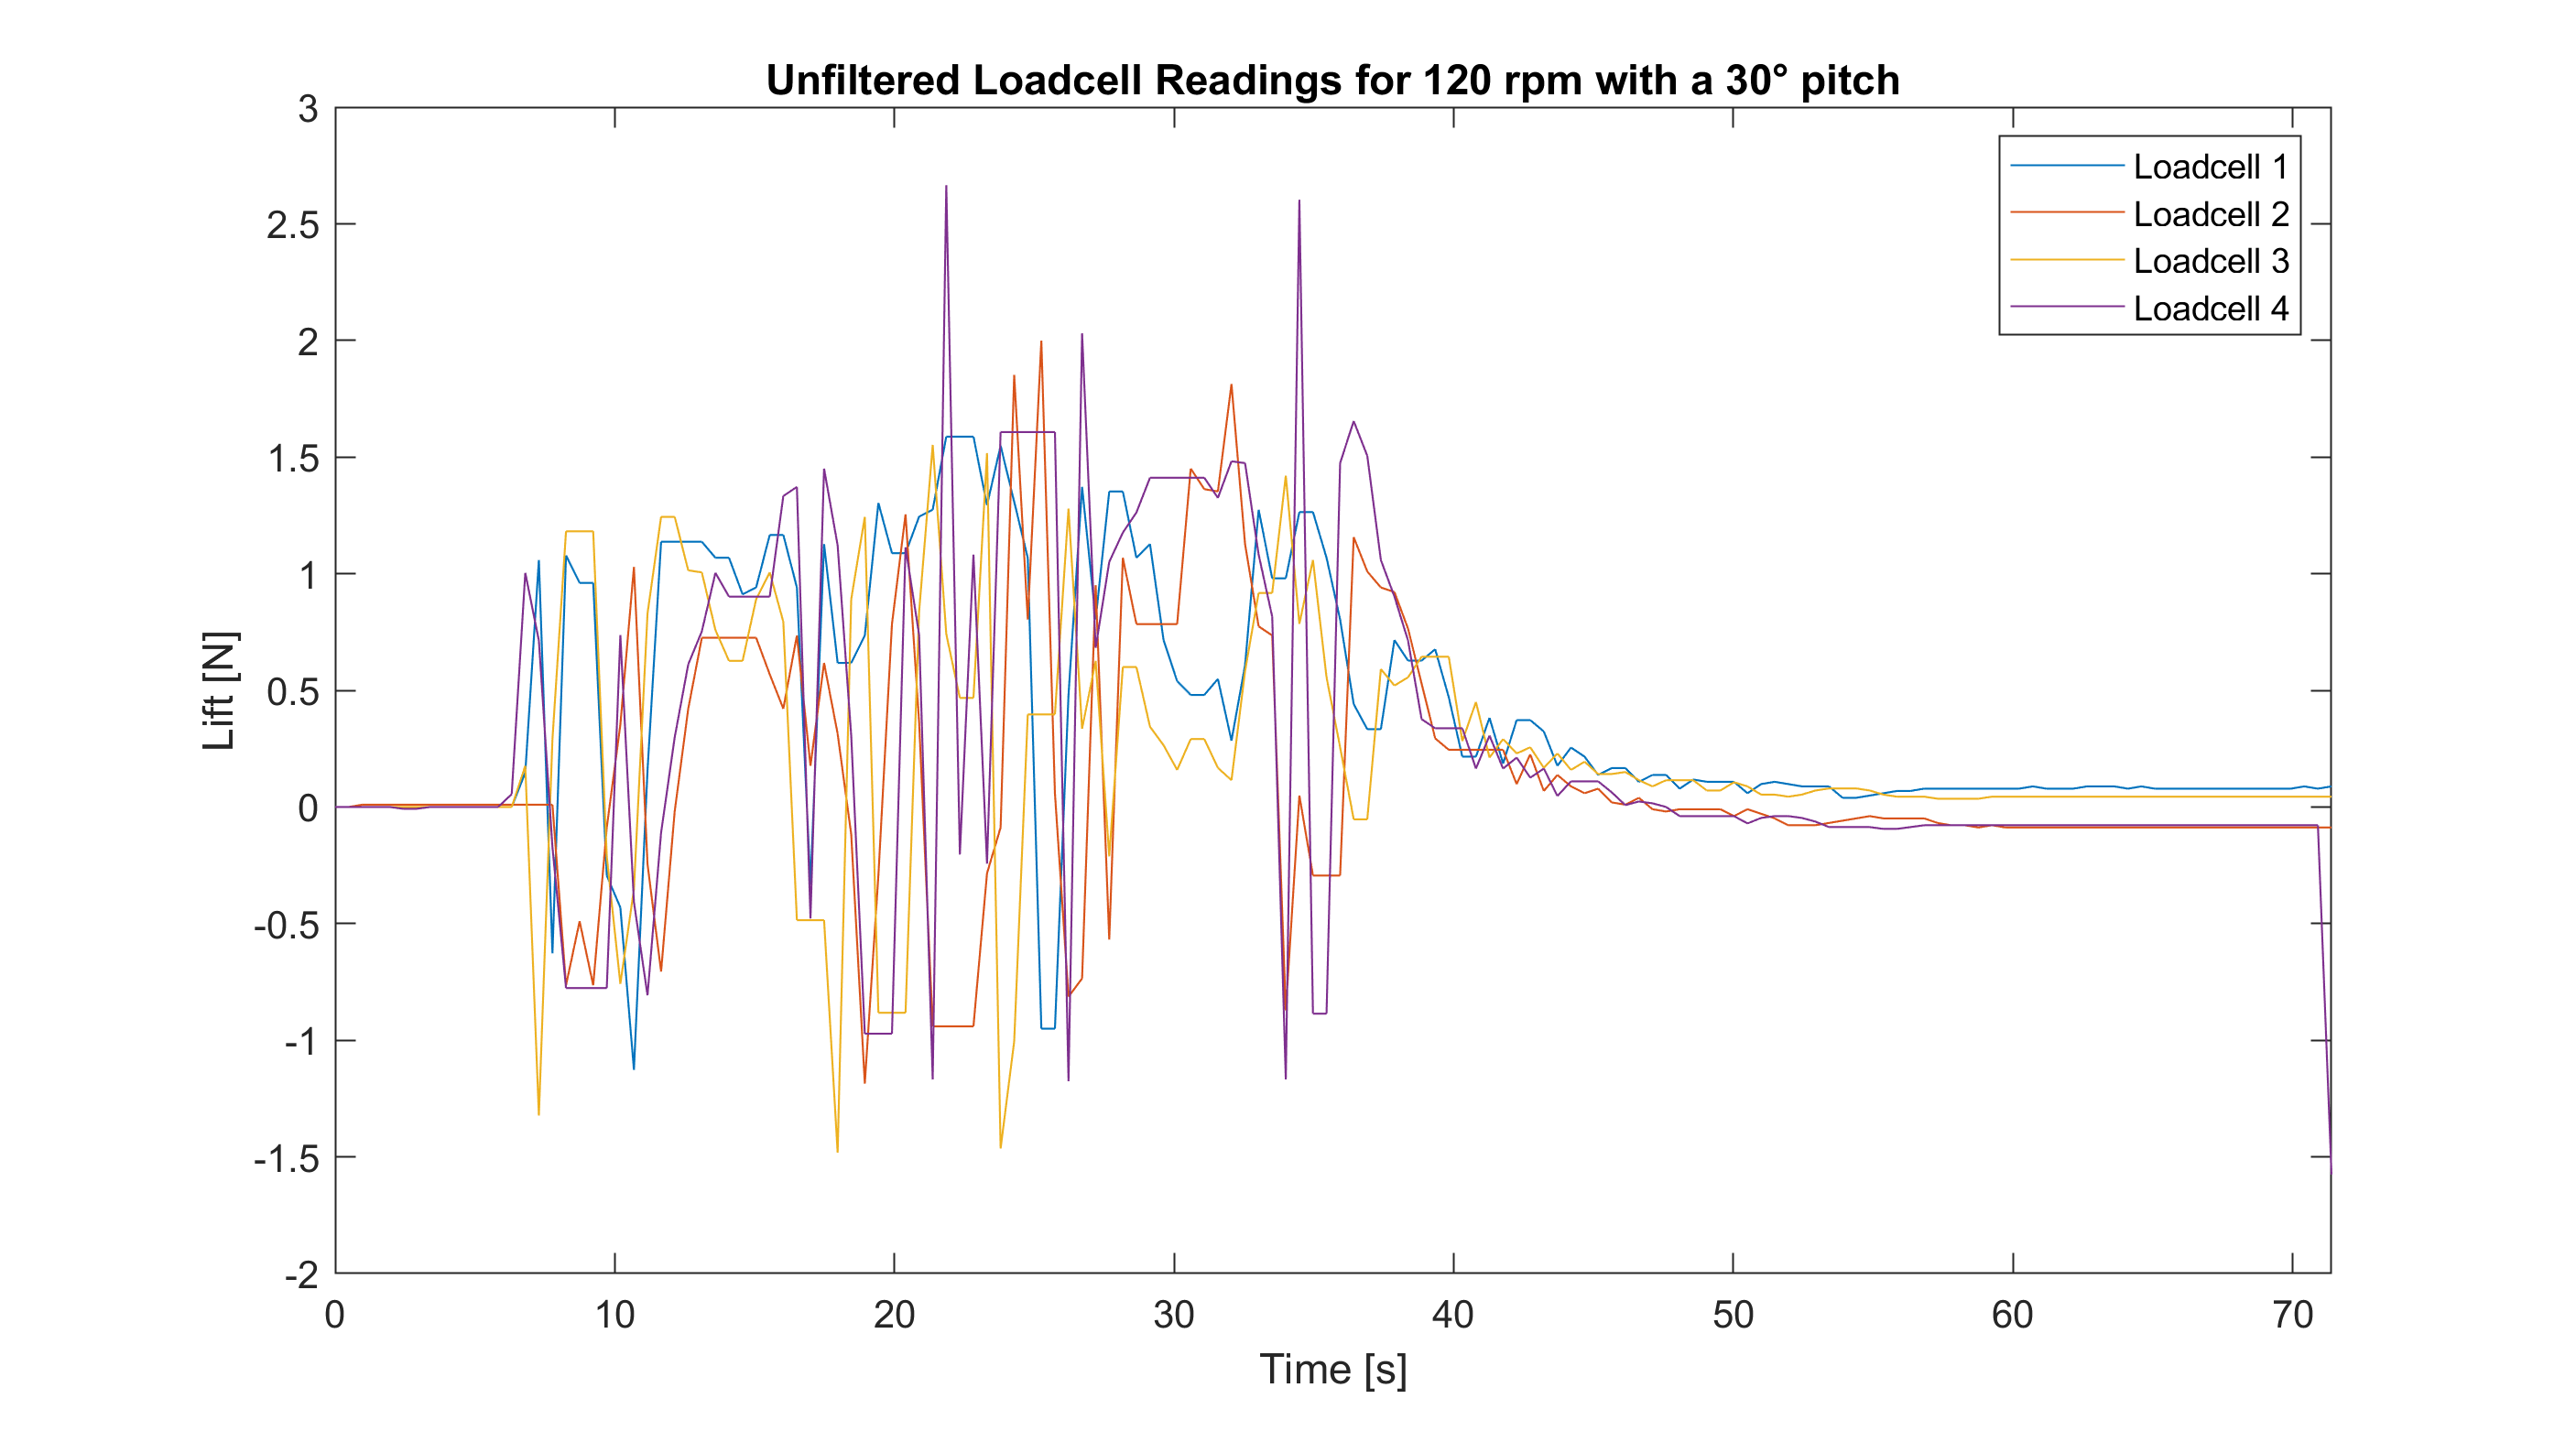 Unfiltered Loadcell Readings for 120 rpm with a 30° pitch
3
2.5
2
1.5
1
0.5
0
-0.5
-1
-1.5
-2
Lift [N]
Loadcell 1
Loadcell 2
Loadcell 3
Loadcell 4
0 10 20 30 40 50 60 70
Time [s]